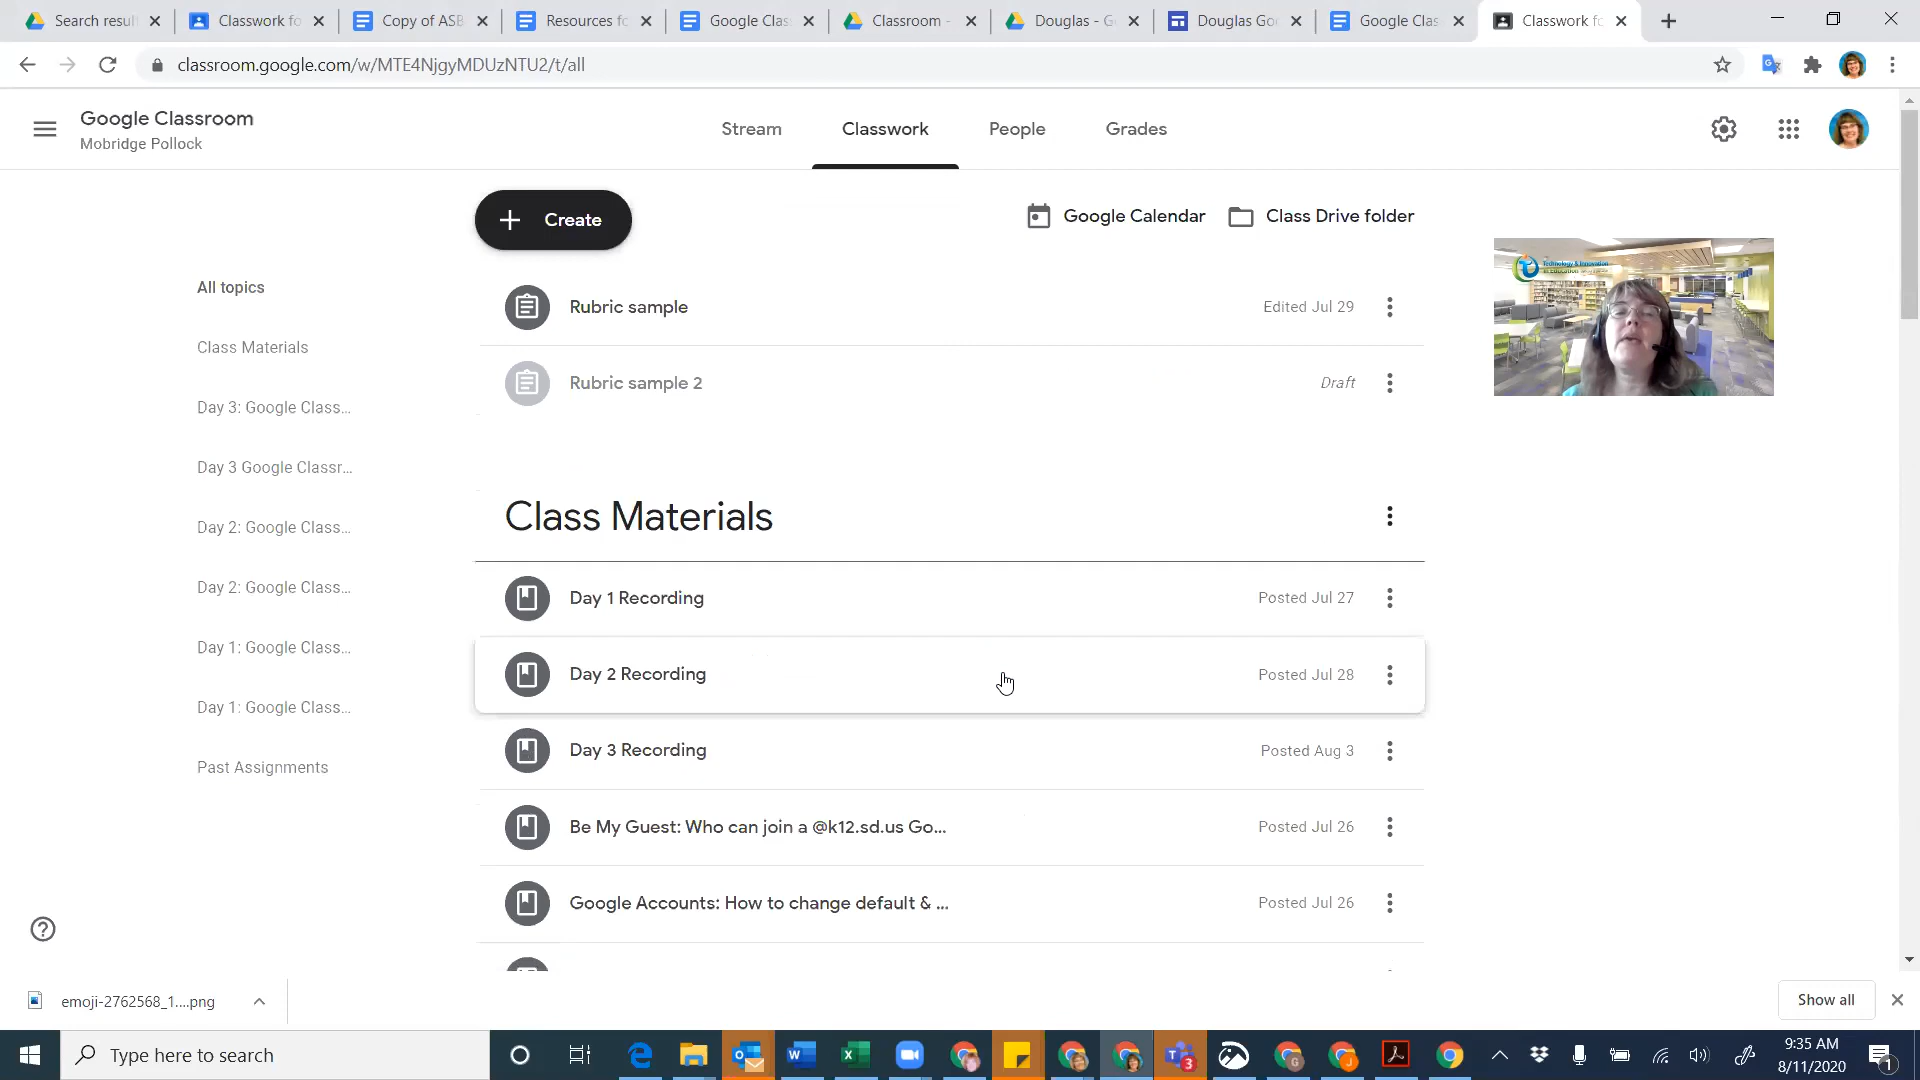 Search result
Classwork fo
Copy of ASB
Resources fo
Google Clas
Classroom -
Douglas - G
Douglas Goo
Google Clas
Classwork fo
classroom.google.com/w/MTE4NjgyMDUzNTU2/t/all
Google Classroom
Mobridge Pollock
Stream
Classwork
People
Grades
Create
Google Calendar
Class Drive folder
All topics
Class Materials
Day 3: Google Class...
Day 3 Google Classr...
Day 2: Google Class...
Day 2: Google Class...
Day 1: Google Class...
Day 1: Google Class...
Past Assignments
Rubric sample
Edited Jul 29
Rubric sample 2
Draft
Technology & Innovation
in Education
Class Materials
Day 1 Recording
Posted Jul 27
Day 2 Recording
Posted Jul 28
Day 3 Recording
Posted Aug 3
Be My Guest: Who can join a @k12.sd.us Go...
Posted Jul 26
Google Accounts: How to change default & ...
Posted Jul 26
emoji-2762568_1....png
Show all
Type here to search
9:35 AM
8/11/2020